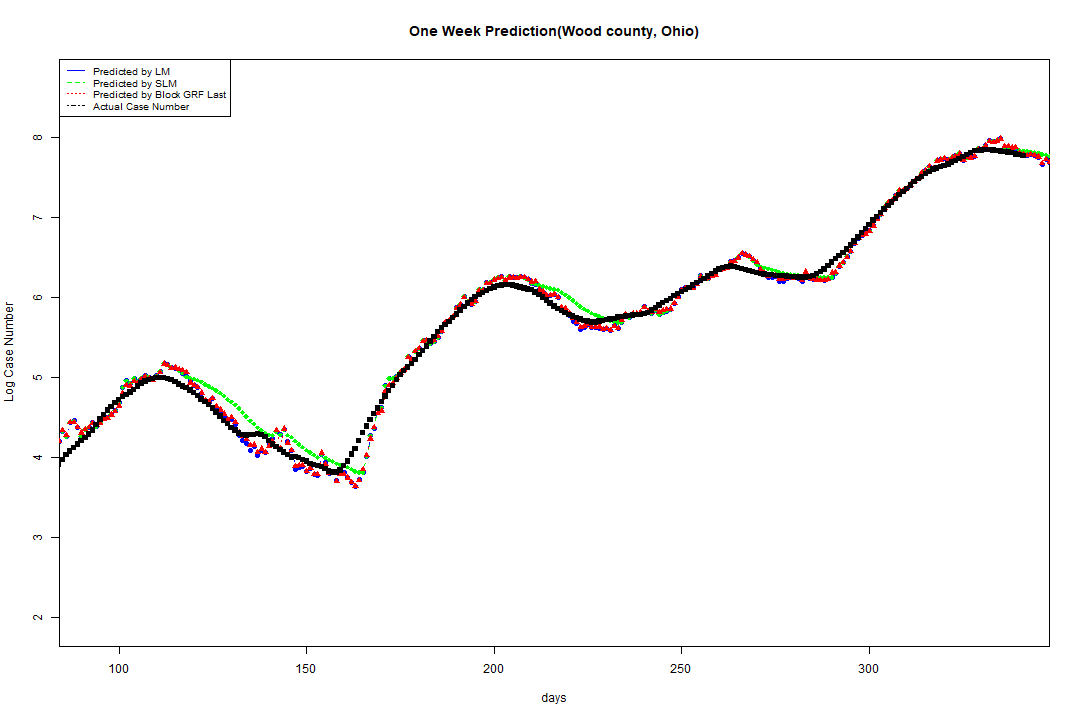 One Week Prediction(Wood county, Ohio)
Predicted by LM
Predicted by SLM
Predicted by Block GRF Last
Actual Case Number
Log Case Number
8
7
6
5
4
3
2
100 150 200 250 300
days